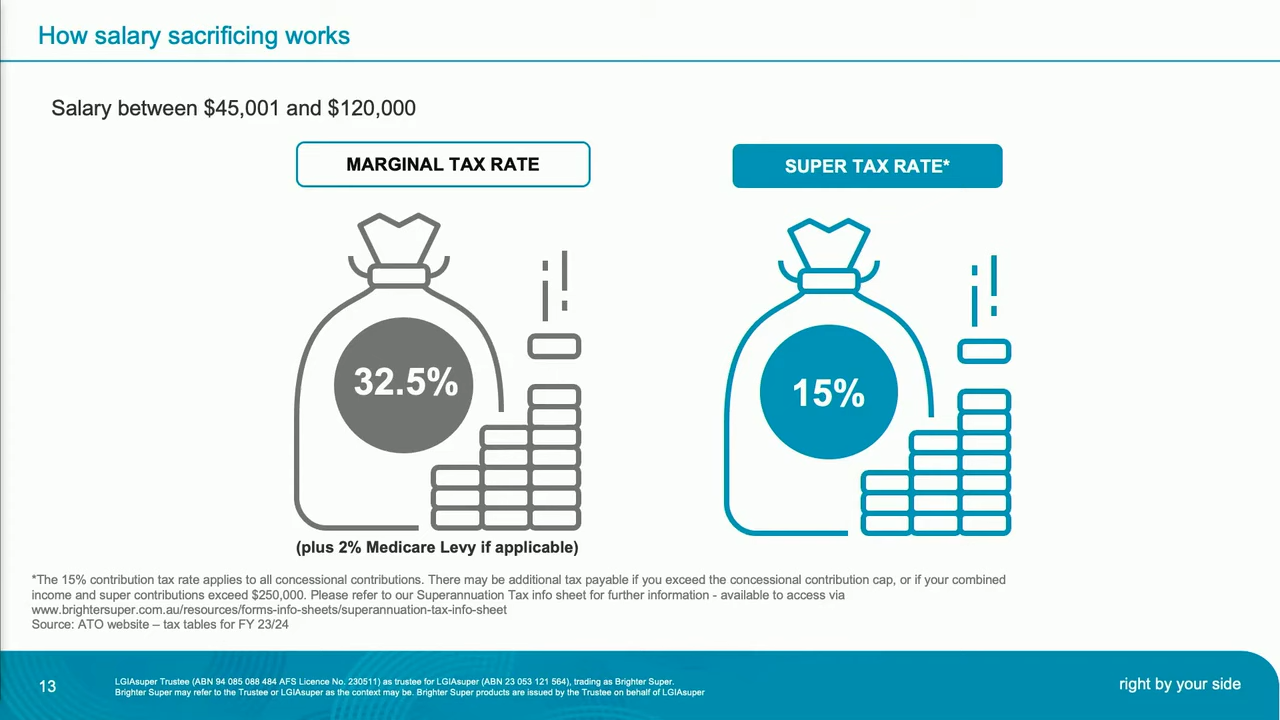 How salary sacrificing works
Salary between $45,001 and $120,000
MARGINAL TAX RATE
SUPER TAX RATE*
32.5%
15%
(plus 2% Medicare Levy if applicable)
*The 15% contribution tax rate applies to all concessional contributions. There may be additional tax payable if you exceed the concessional contribution cap, or if your combined
income and super contributions exceed $250,000. Please refer to our Superannuation Tax info sheet for further information - available to access via
www.brightersuper.com.au/resources/forms-info-sheets/superannuation-tax-info-sheet
Source: ATO website – tax tables for FY 23/24
13
LGIAsuper Trustee (ABN 94 085 088 484 AFS Licence No. 230511) as trustee for LGIAsuper (ABN 23 053 121 564), trading as Brighter Super.
Brighter Super may refer to the Trustee or LGIAsuper as the context may be. Brighter Super products are issued by the Trustee on behalf of LGIAsuper
right by your side